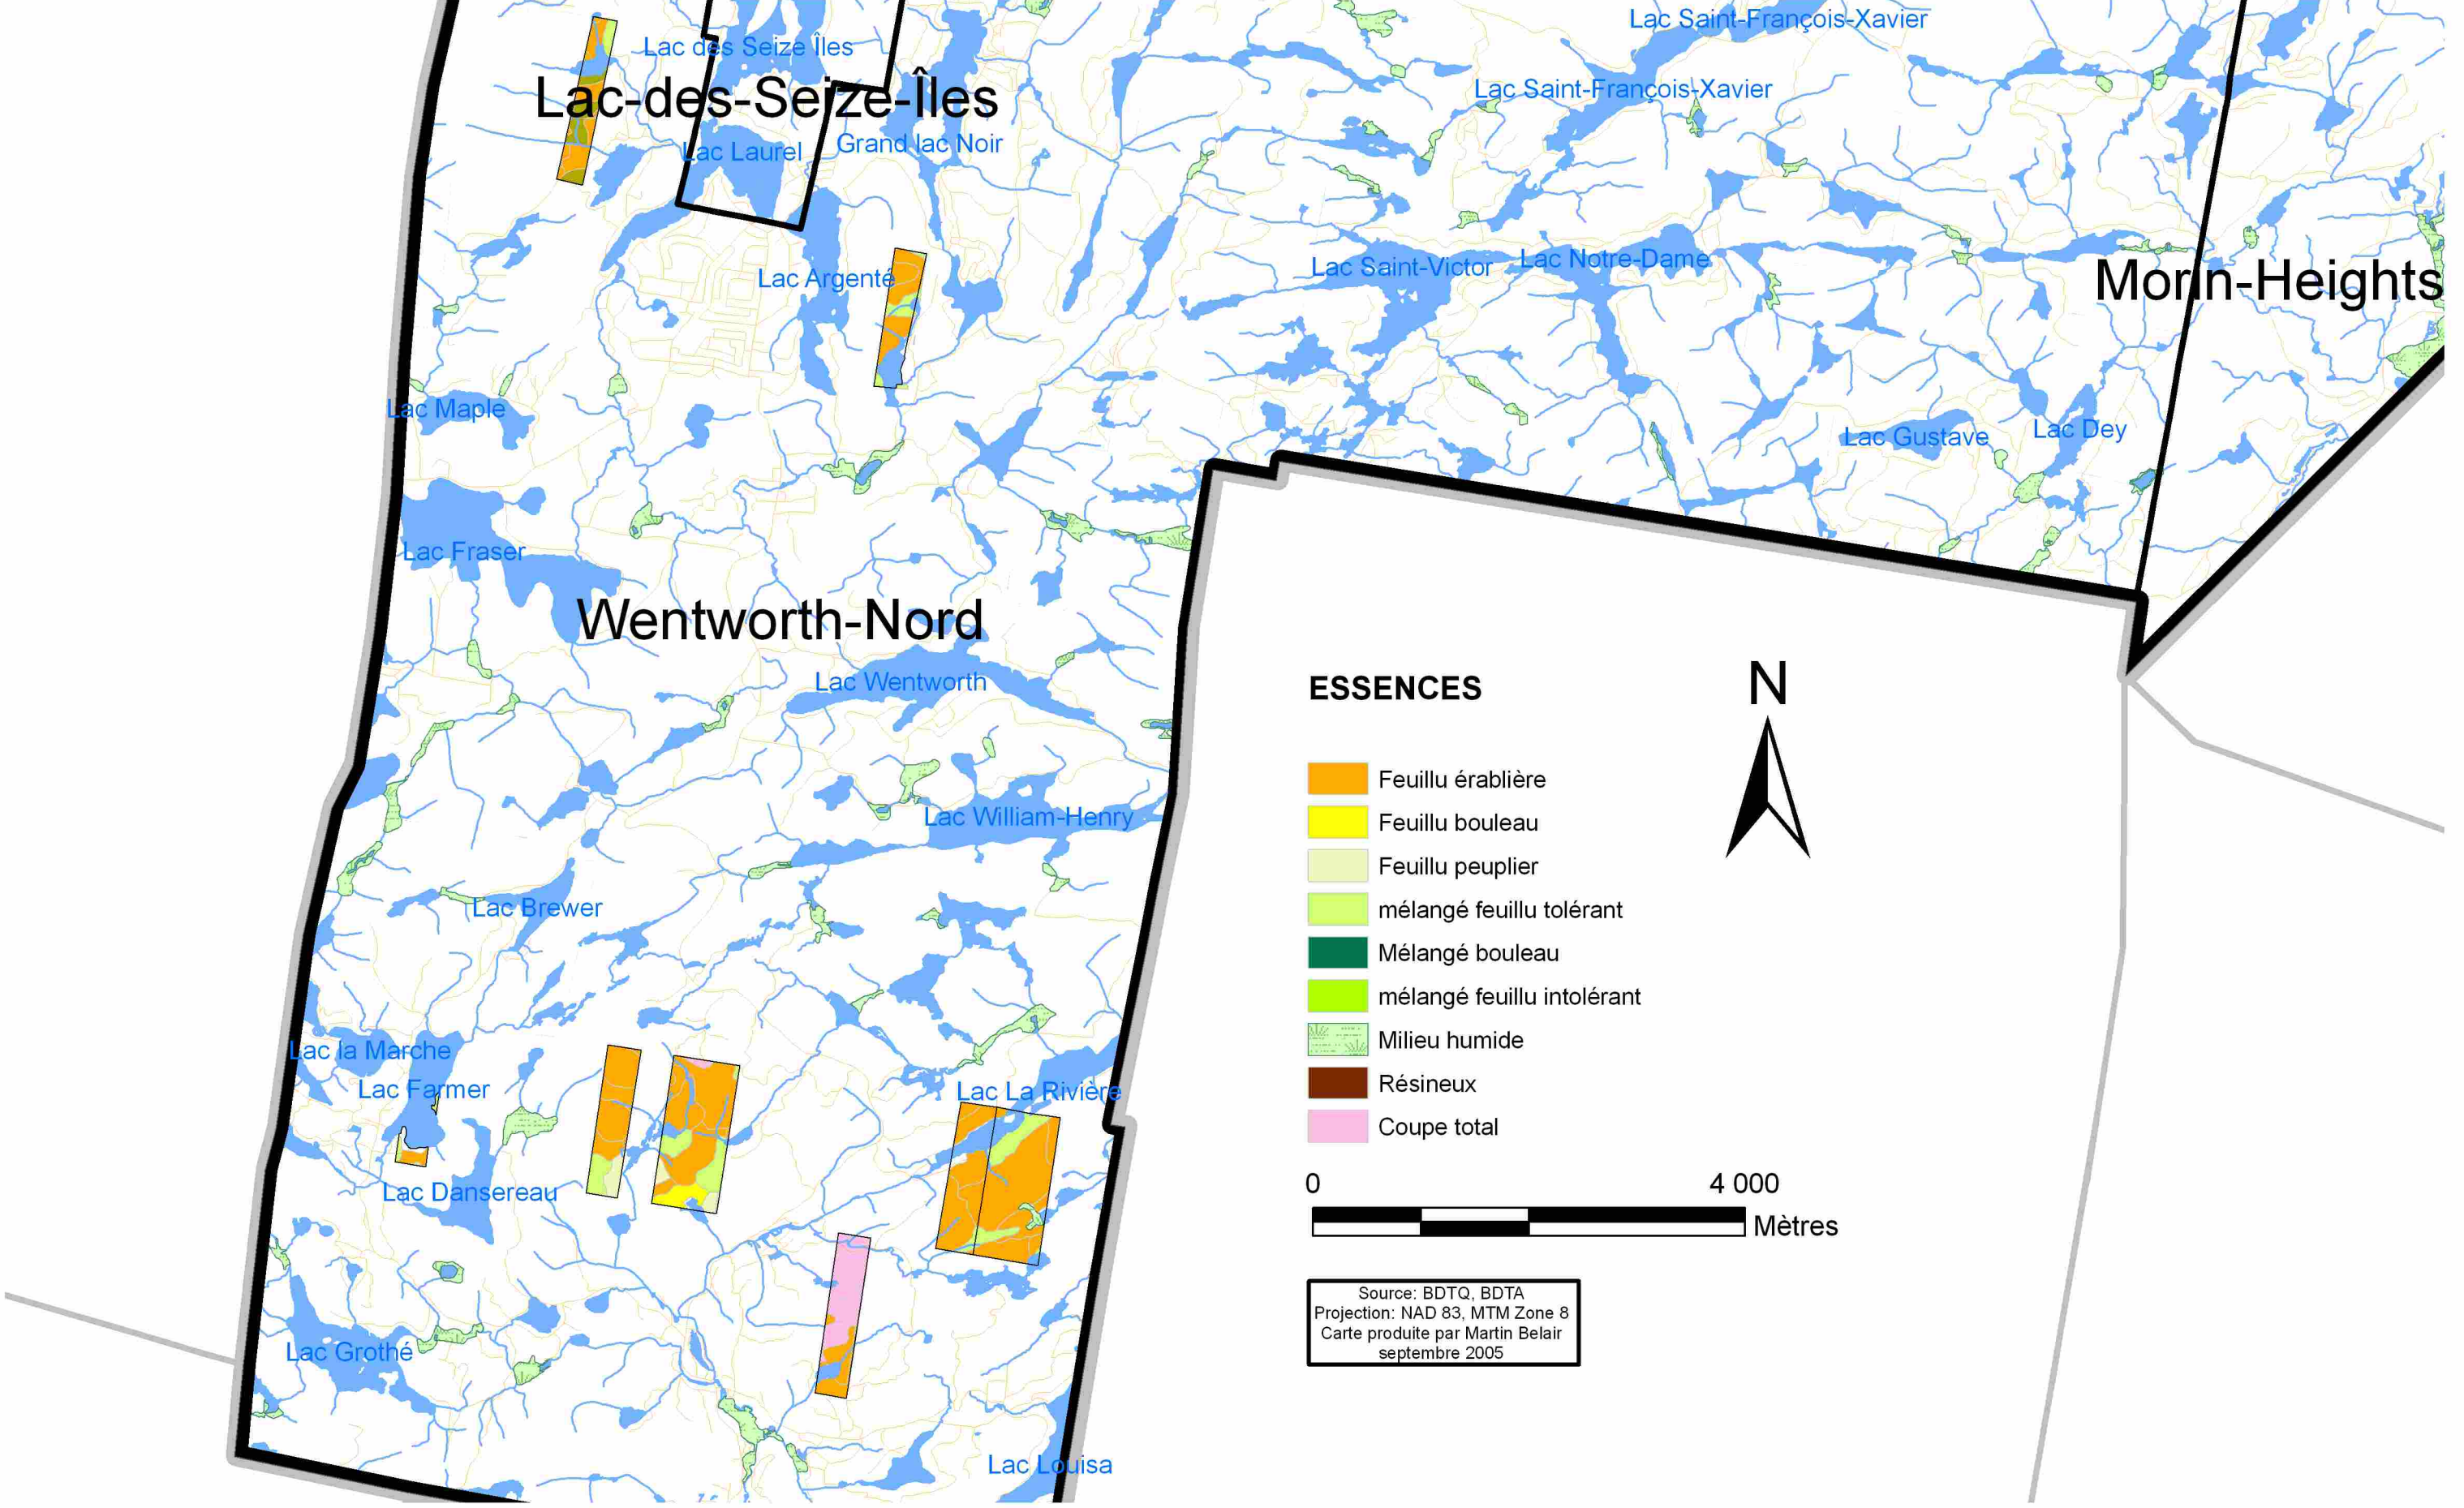 Lac Saint-François-Xavier
Lac des Seize Îles
Lac Saint-François-Xavier
Lac-des-Seize-Îles
Grand lac Noir
Lac Laurel
Lac Argenté
Lac Saint-Victor
Lac Notre-Dame
Morin-Heights
Lac Maple
Lac Gustave
Lac Dey
Lac Fraser
Wentworth-Nord
Lac Wentworth
Lac William-Henry
Lac Brewer
Lac la Marche
Lac Farmer
Lac La Rivière
Lac Dansereau
Lac Grothé
Lac Louisa
ESSENCES
N
Feuillu érablière
Feuillu bouleau
Feuillu peuplier
mélangé feuillu tolérant
Mélangé bouleau
mélangé feuillu intolérant
Milieu humide
Résineux
Coupe total
0 4 000
Mètres
Source: BDTQ, BDTA
Projection: NAD 83, MTM Zone 8
Carte produite par Martin Belair
septembre 2005